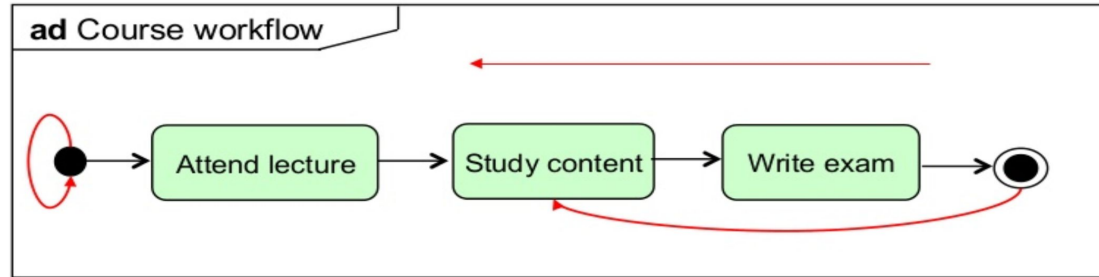 ad Course workflow
Attend lecture
Study content
Write exam